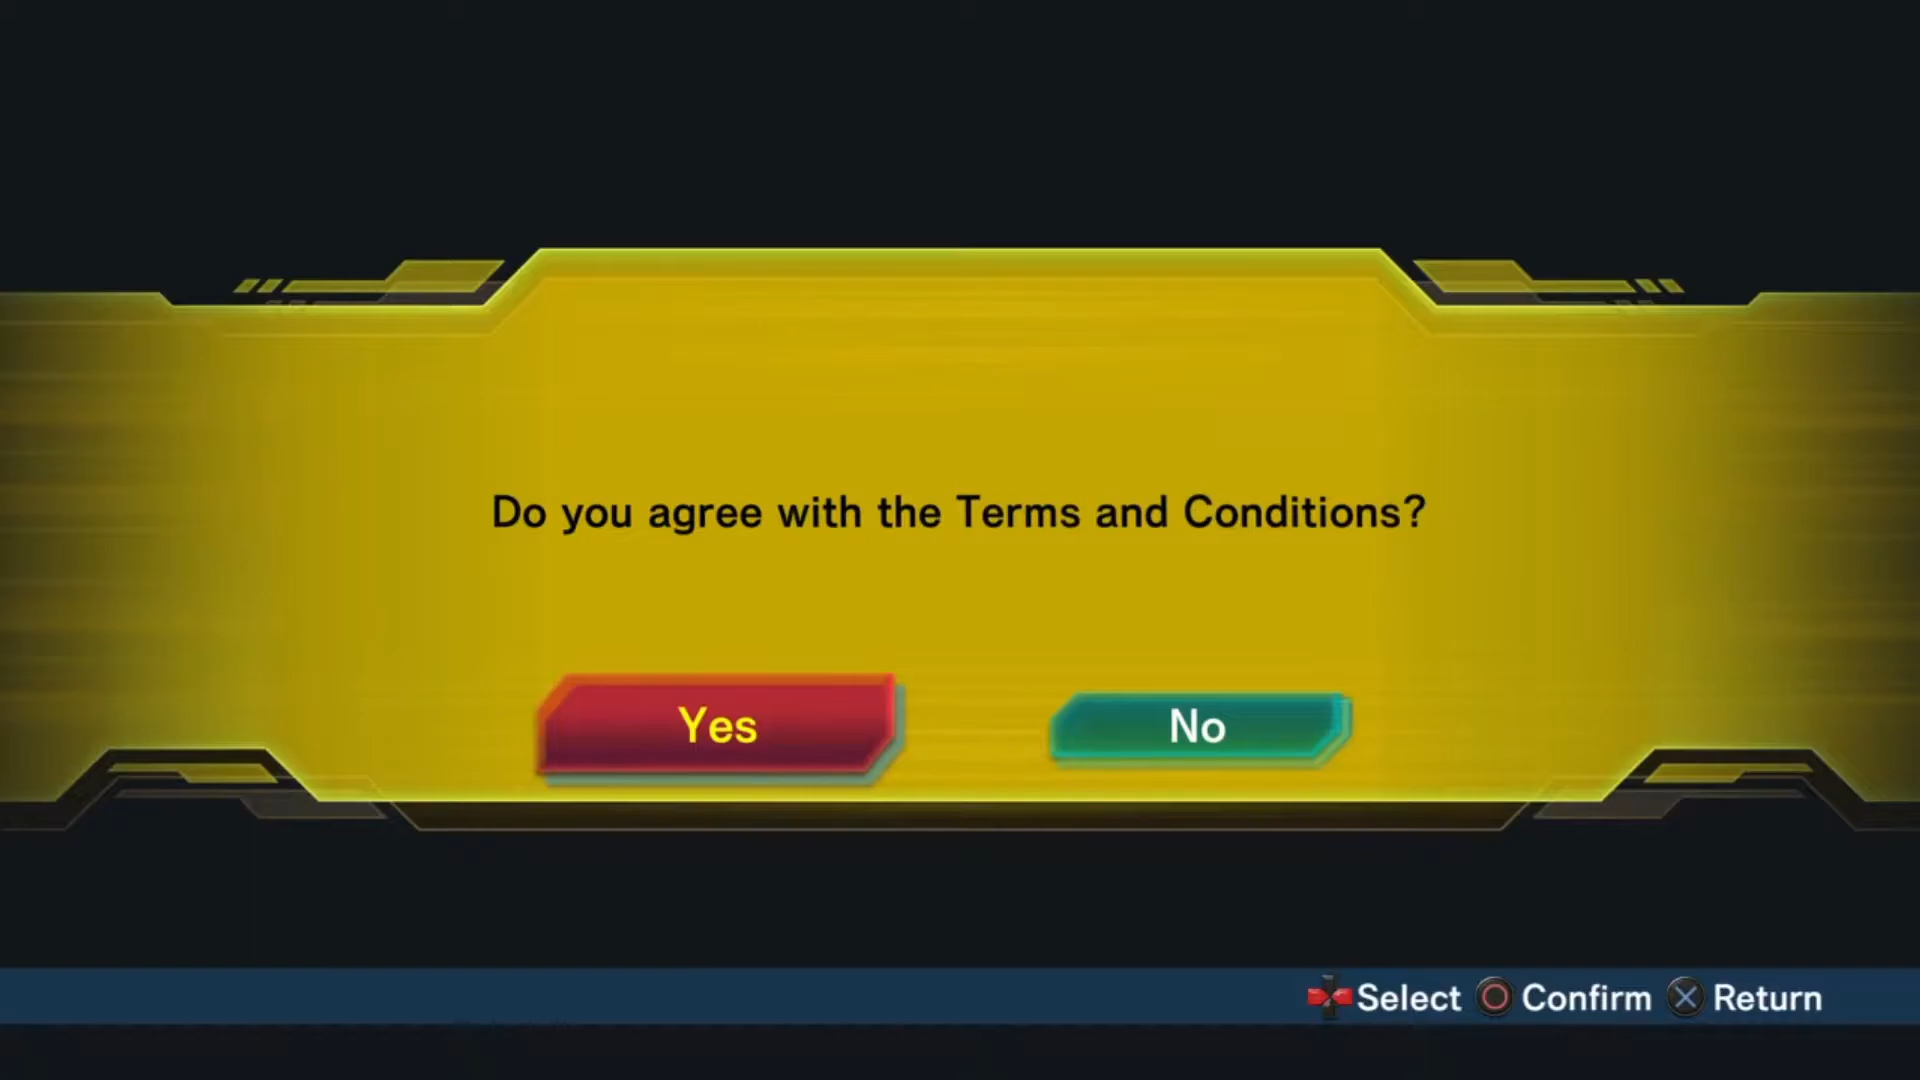 Do you agree with the Terms and Conditions?
Yes No
Select Confirm Return